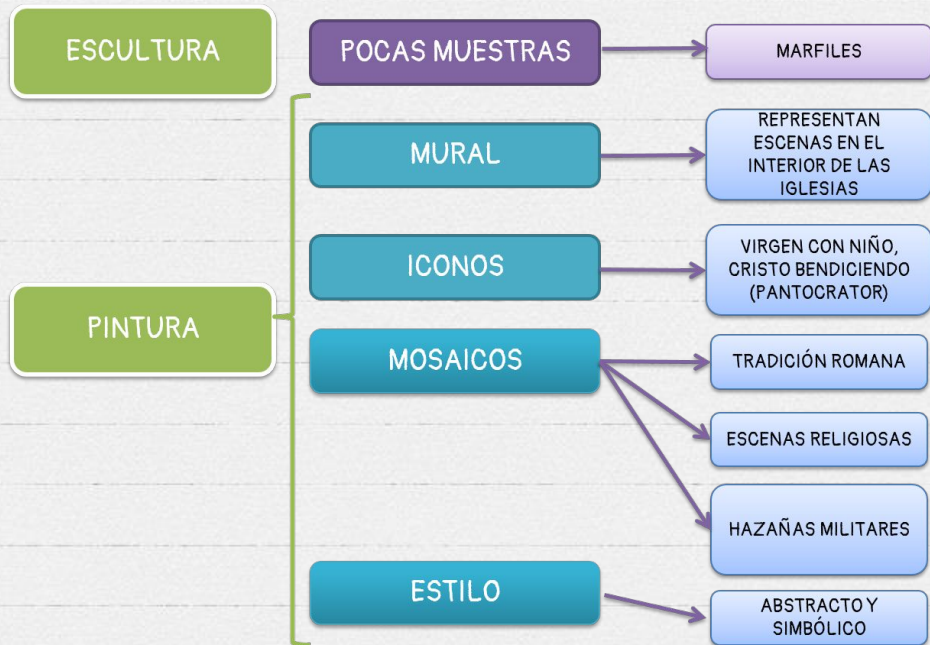 ESCULTURA
POCAS MUESTRAS
MARFILES
PINTURA
MURAL
REPRESENTAN
ESCENAS EN EL
INTERIOR DE LAS
IGLESIAS
ICONOS
VIRGEN CON NIÑO,
CRISTO BENDICIENDO
(PANTOCRATOR)
MOSAICOS
TRADICIÓN ROMANA
ESCENAS RELIGIOSAS
HAZAÑAS MILITARES
ESTILO
ABSTRACTO Y
SIMBÓLICO